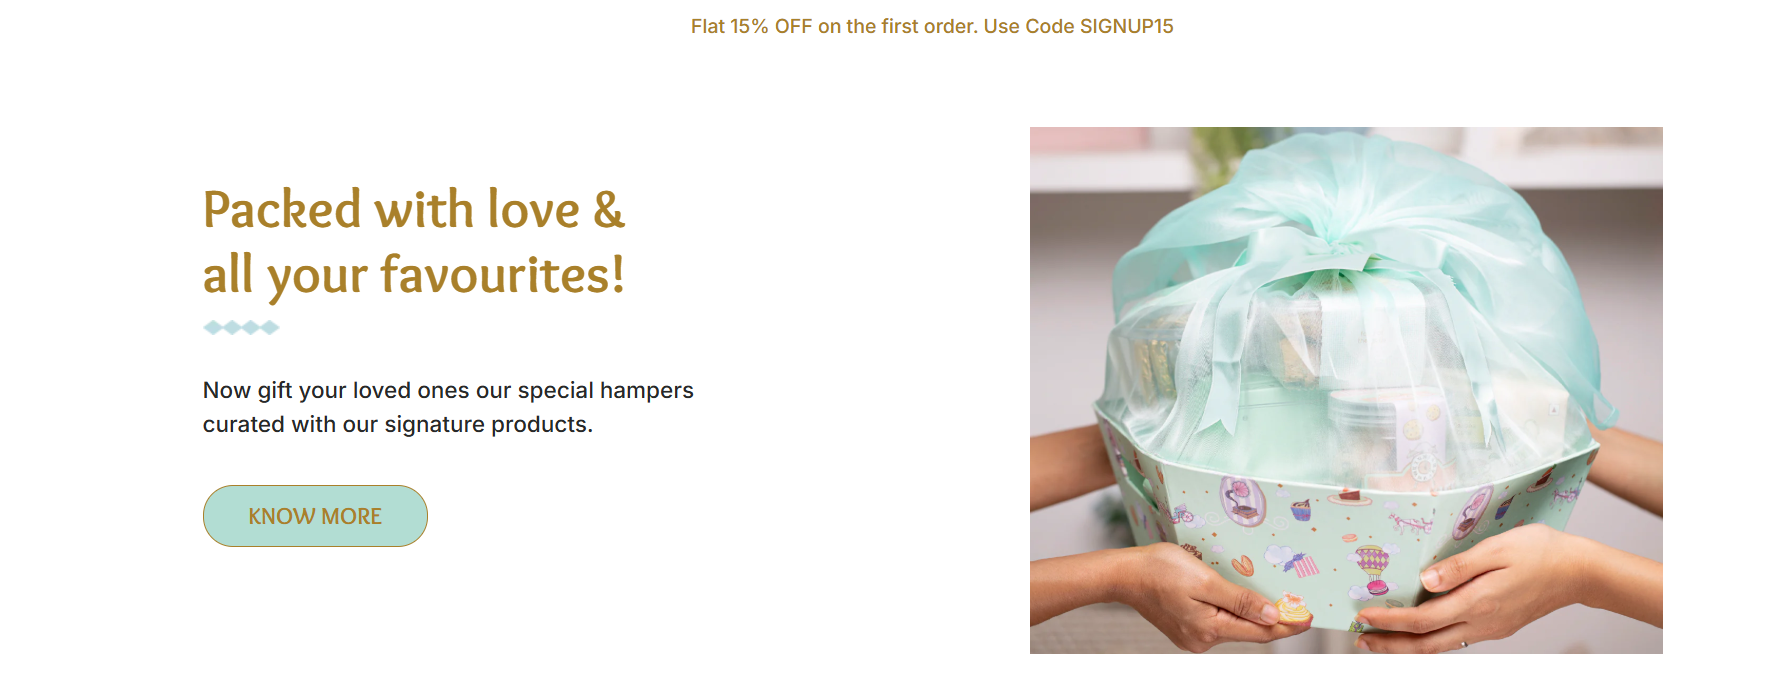 Flat 15% OFF on the first order. Use Code SIGNUP15
Packed with love &
all your favourites!
Now gift your loved ones our special hampers
curated with our signature products.
KNOW MORE